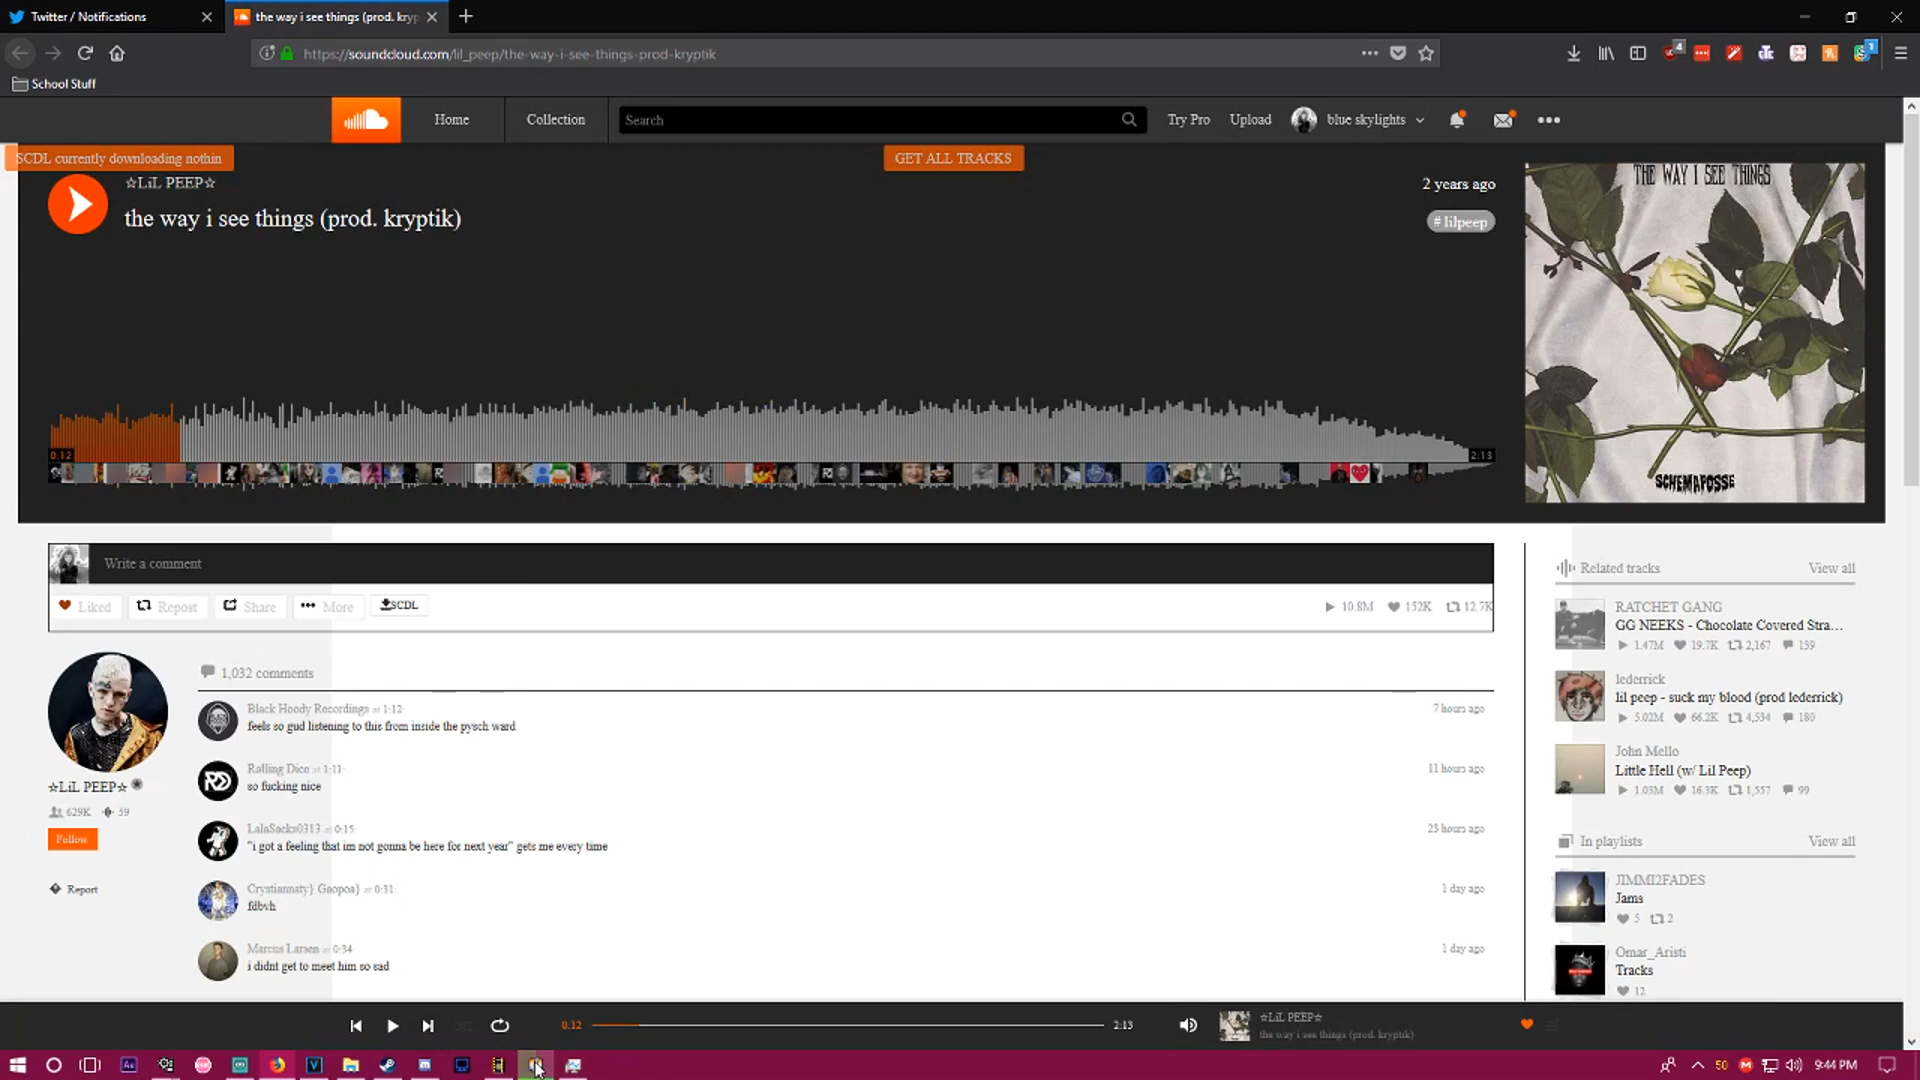 Twitter / Notifications
the way i see things (prod. kryp
https://soundcloud.com/lil_peep/the-way-i-see-things-prod-kryptik
4
1
School Stuff
Home
Collection
Search
Try Pro
Upload
blue skylights
SCDL currently downloading nothin
GET ALL TRACKS
☆LiL PEEP☆
the way i see things (prod. kryptik)
2 years ago
# lilpeep
THE WAY I SEE THINGS
SCHEMAPOSSE
0:12
2:13
Write a comment
Liked
Repost
Share
More
SCDL
10.8M
152K
12.7K
1,032 comments
Black Hoody Recordings at 1:12
7 hours ago
feels so gud listening to this from inside the pysch ward
Rolling Dice at 1:11
11 hours ago
so fucking nice
LalaSacks0313 at 0:15
23 hours ago
"i got a feeling that im not gonna be here for next year" gets me every time
Crystiannaty} Gaopoa} at 0:31
1 day ago
fdbvh
Marcus Larsen at 0:34
1 day ago
i didnt get to meet him so sad
☆LiL PEEP☆
629K
59
Follow
Report
Related tracks
View all
RATCHET GANG
GG NEEKS - Chocolate Covered Stra...
1.47M
19.7K
2,167
159
lederrick
lil peep - suck my blood (prod lederrick)
5.02M
66.2K
4,534
180
John Mello
Little Hell (w/ Lil Peep)
1.03M
16.3K
1,557
99
In playlists
View all
JIMMI2FADES
Jams
5
2
Omar_Aristi
Tracks
12
0:12
2:13
☆LiL PEEP☆
the way i see things (prod. kryptik)
50
9:44 PM